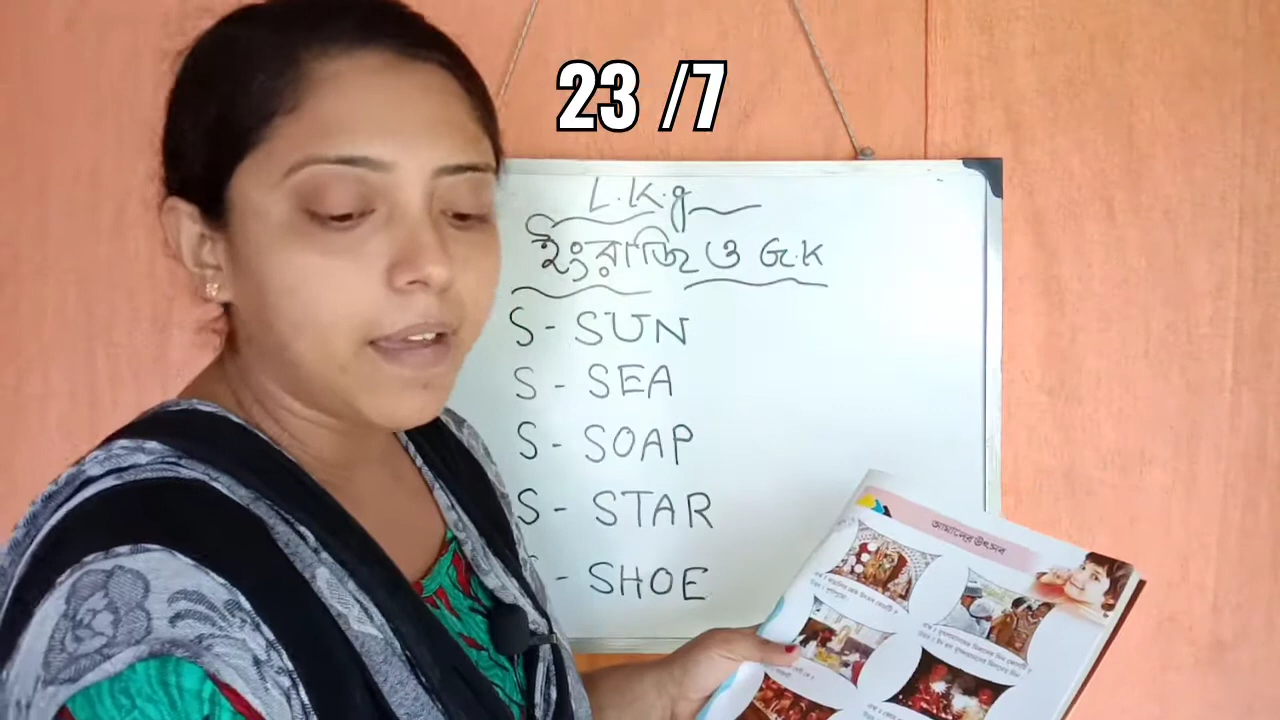 23 /7
L.K.g
ইংরাজি ও G.K
S - SUN
S - SEA
S - SOAP
S - STAR
- SHOE
আমাদের উৎসব